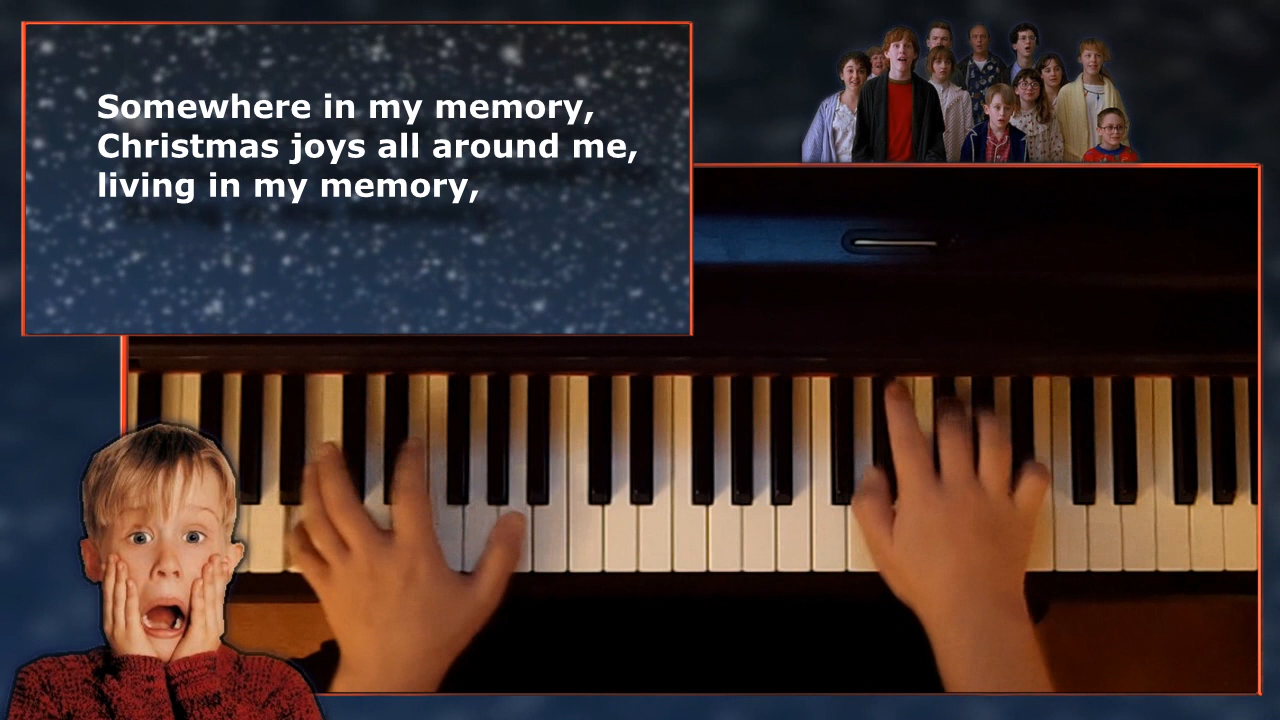 Somewhere in my memory,
Christmas joys all around me,
living in my memory,